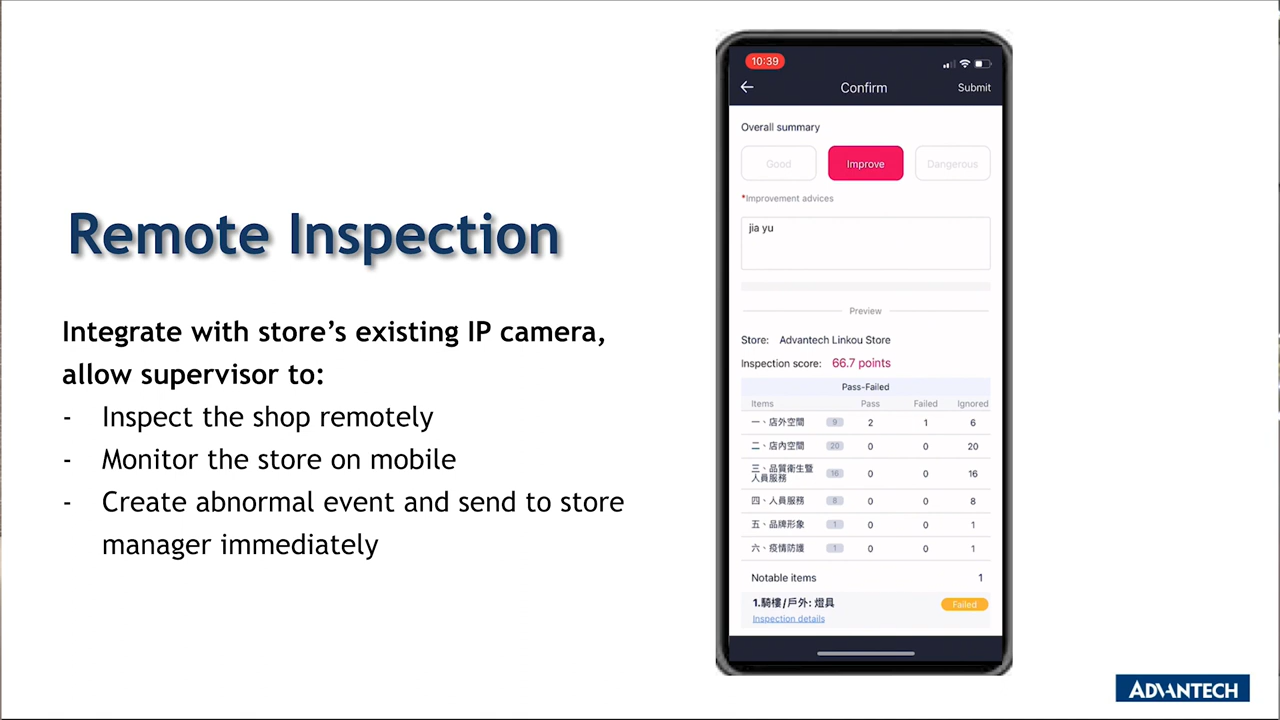 Remote Inspection
Integrate with store’s existing IP camera,
allow supervisor to:
- Inspect the shop remotely
- Monitor the store on mobile
- Create abnormal event and send to store
manager immediately
10:39
Confirm Submit
Overall summary
Good Improve Dangerous
*Improvement advices
jia yu
Preview
Store: Advantech Linkou Store
Inspection score: 66.7 points
Pass-Failed
Items Pass Failed Ignored
一、店外空間 9 2 1 6
二、店內空間 20 0 0 20
三、品質衛生暨
人員服務 16 0 0 16
四、人員服務 8 0 0 8
五、品牌形象 1 0 0 1
六、疫情防護 1 0 0 1
Notable items 1
1.騎樓/戶外: 燈具 Failed
Inspection details
ADVANTECH